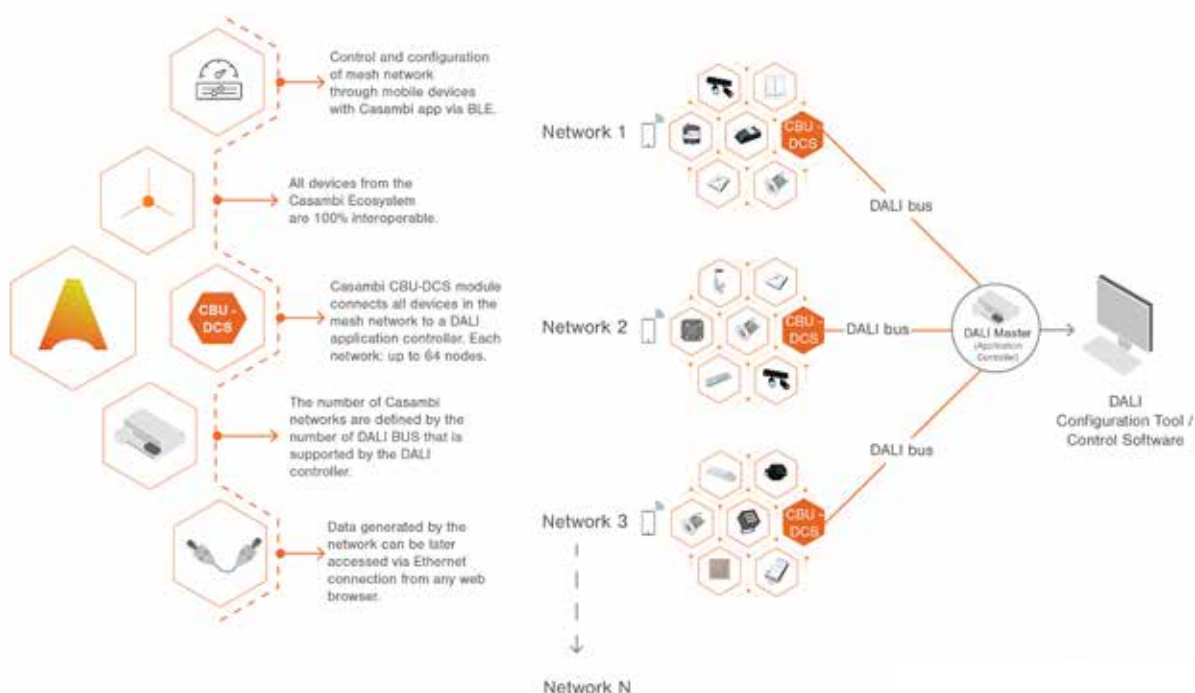 Control and configuration
of mesh network
through mobile devices
with Casambi app via BLE.
All devices from the
Casambi Ecosystem
are 100% interoperable.
CBU -
DCS
Casambi CBU-DCS module
connects all devices in the
mesh network to a DALI
application controller. Each
network: up to 64 nodes.
The number of Casambi
networks are defined by the
number of DALI BUS that is
supported by the DALI
controller.
Data generated by the
network can be later
accessed via Ethernet
connection from any web
browser.
Network 1
CBU -
DCS
DALI bus
Network 2
CBU -
DCS
DALI bus
Network 3
CBU -
DCS
DALI bus
Network N
DALI Master
(Application
Controller)
DALI
Configuration Tool /
Control Software